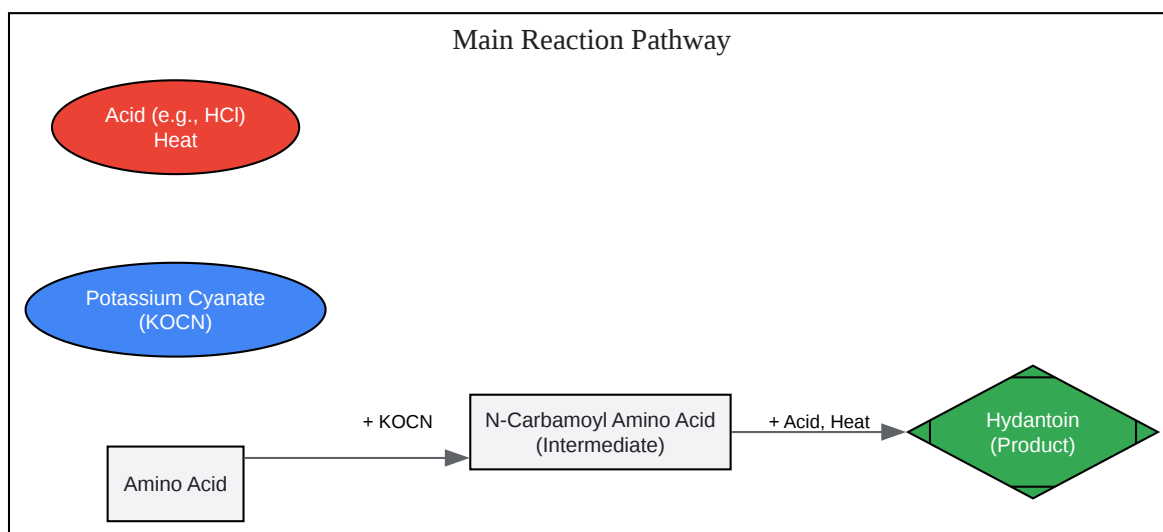 Main Reaction Pathway
Acid (e.g., HCl)
Heat
Potassium Cyanate
(KOCN)
+ KOCN
N-Carbamoyl Amino Acid
(Intermediate)
+ Acid, Heat
Hydantoin
(Product)
Amino Acid